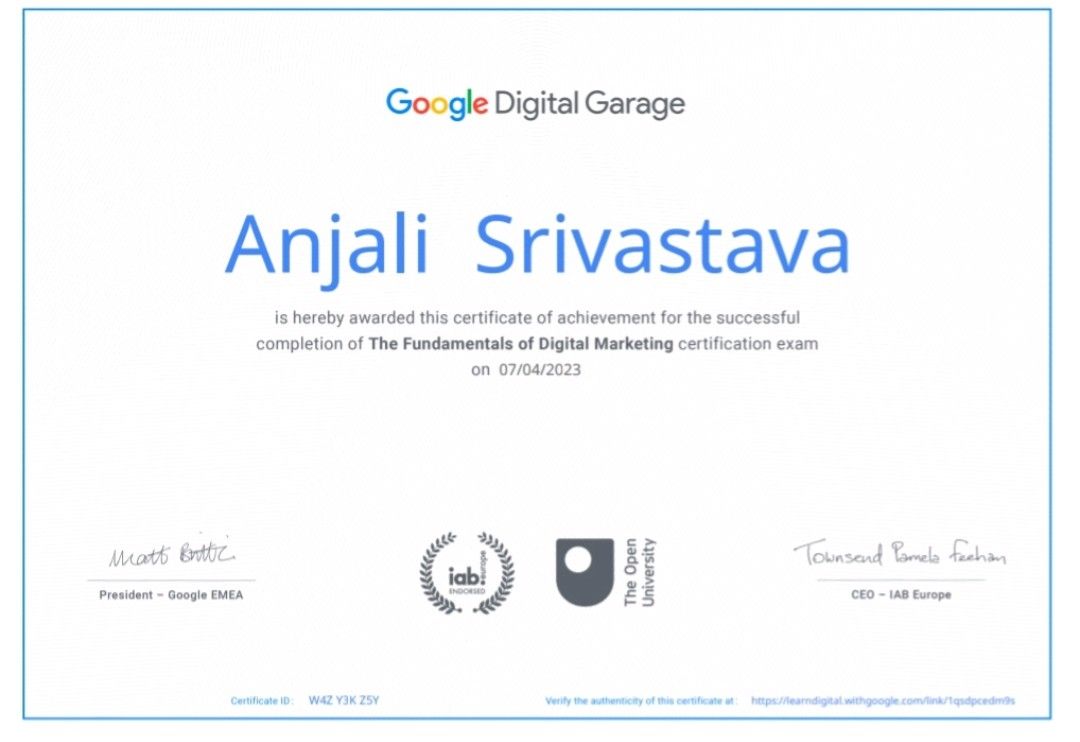 Google Digital Garage
Anjali Srivastava
is hereby awarded this certificate of achievement for the successful
completion of The Fundamentals of Digital Marketing certification exam
on 07/04/2023
Matt Brittin
President – Google EMEA
iab: europe
ENDORSED
The Open
University
Townsend Pamela Feehan
CEO – IAB Europe
Certificate ID: W4Z Y3K Z5Y
Verify the authenticity of this certificate at: https://learndigital.withgoogle.com/link/1qsdpcedm9s